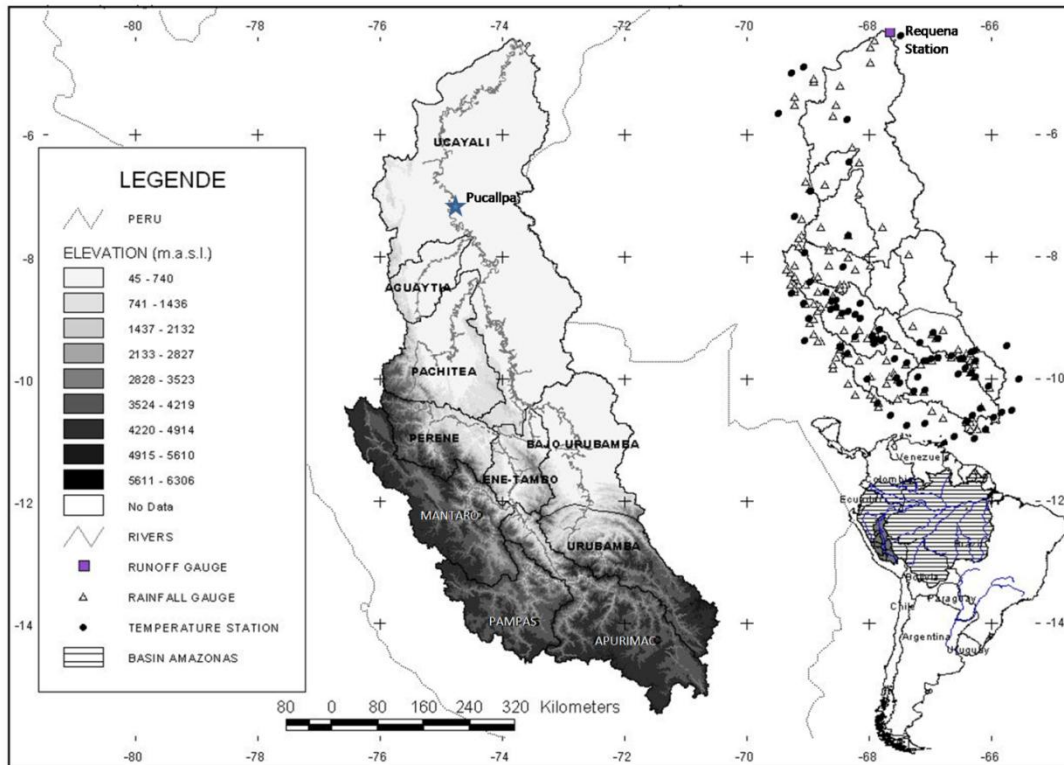 -80
-78
-76
-74
-72
-70
-68
-66
Requena
Station
-6
-6
UCAYALI
Pucallpa
LEGENDE
PERU
ELEVATION (m.a.s.l.)
45 - 740
741 - 1436
1437 - 2132
2133 - 2827
2828 - 3523
3524 - 4219
4220 - 4914
4915 - 5610
5611 - 6306
No Data
RIVERS
RUNOFF GAUGE
RAINFALL GAUGE
TEMPERATURE STATION
BASIN AMAZONAS
-8
-8
AGUAYTIA
-10
-10
PACHITEA
PERENE
BAJO URUBAMBA
ENE-TAMBO
-12
-12
MANTARO
URUBAMBA
PAMPAS
APURIMAC
-14
-14
Venezuela
Colombia
Ecuador
Brazil
Bolivia
Paraguay
Chile
Argentina
Uruguay
80 0 80 160 240 320 Kilometers
-80
-78
-76
-74
-72
-70
-68
-66